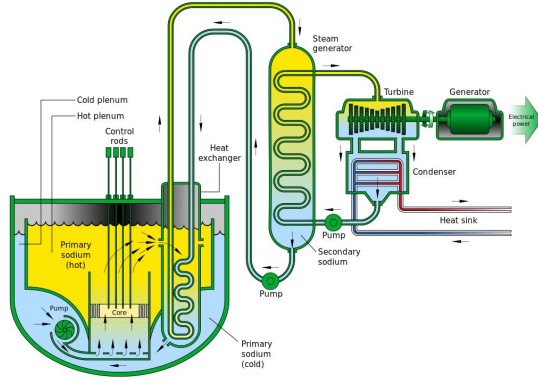 Steam
generator
Turbine
Generator
Electrical
power
Cold plenum
Hot plenum
Control
rods
Heat
exchanger
Condenser
Heat sink
Pump
Secondary
sodium
Primary
sodium
(hot)
Pump
Pump
Core
Primary
sodium
(cold)